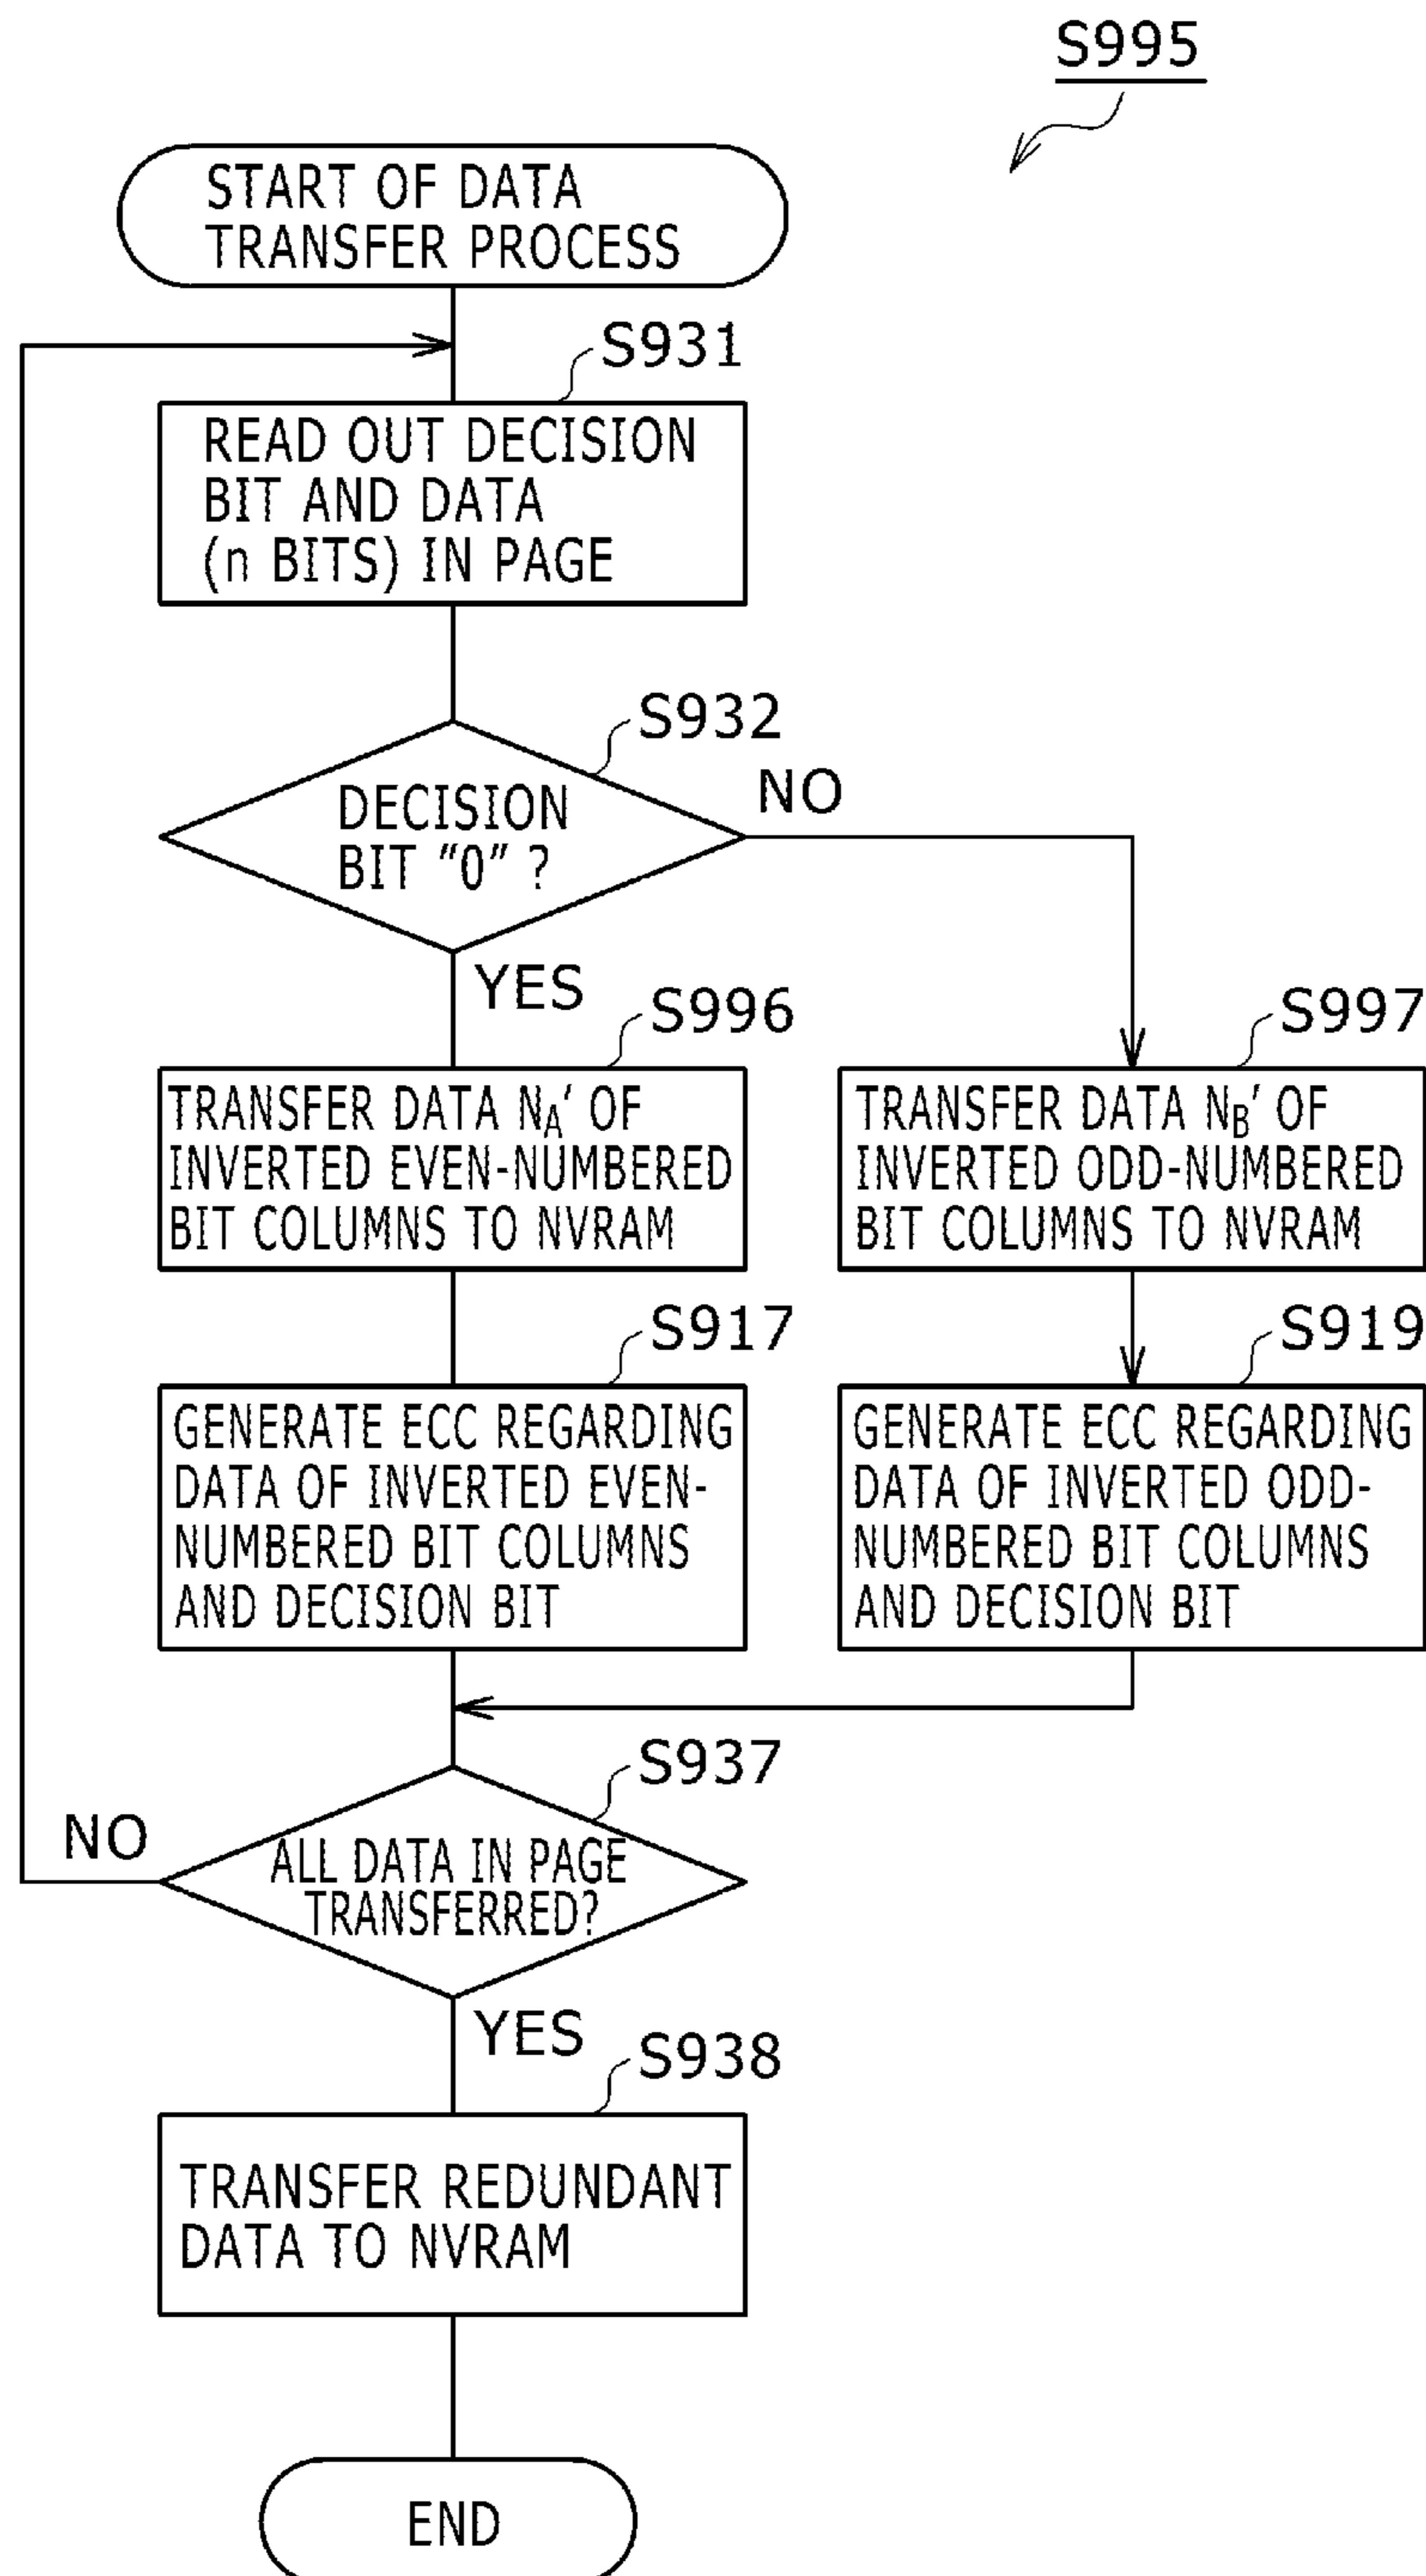 S995
START OF DATA
TRANSFER PROCESS
S931
READ OUT DECISION
BIT AND DATA
(n BITS) IN PAGE
S932
DECISION
BIT “0” ?
NO
YES
S996
TRANSFER DATA NA′ OF
INVERTED EVEN-NUMBERED
BIT COLUMNS TO NVRAM
S997
TRANSFER DATA NB′ OF
INVERTED ODD-NUMBERED
BIT COLUMNS TO NVRAM
S917
GENERATE ECC REGARDING
DATA OF INVERTED EVEN-
NUMBERED BIT COLUMNS
AND DECISION BIT
S919
GENERATE ECC REGARDING
DATA OF INVERTED ODD-
NUMBERED BIT COLUMNS
AND DECISION BIT
S937
ALL DATA IN PAGE
TRANSFERRED?
NO
YES
S938
TRANSFER REDUNDANT
DATA TO NVRAM
END